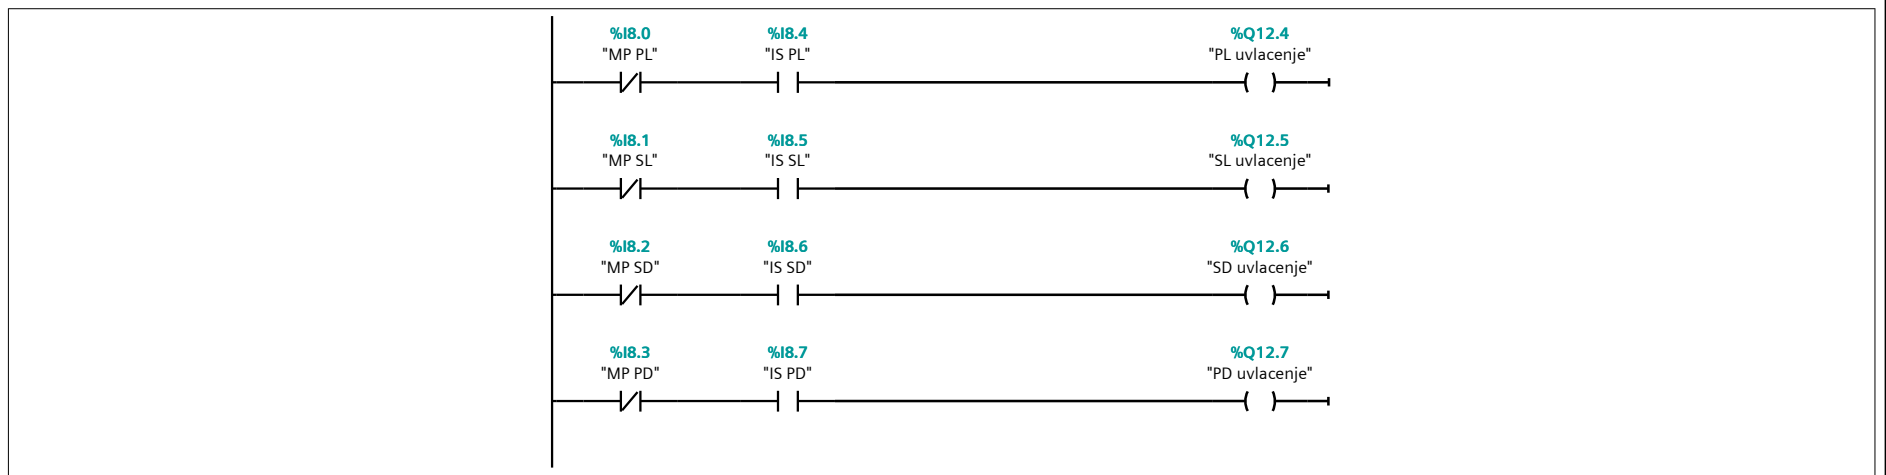 %I8.0 %I8.4 %Q12.4
"MP PL" "IS PL" "PL uvlacenje"
%I8.1 %I8.5 %Q12.5
"MP SL" "IS SL" "SL uvlacenje"
%I8.2 %I8.6 %Q12.6
"MP SD" "IS SD" "SD uvlacenje"
%I8.3 %I8.7 %Q12.7
"MP PD" "IS PD" "PD uvlacenje"